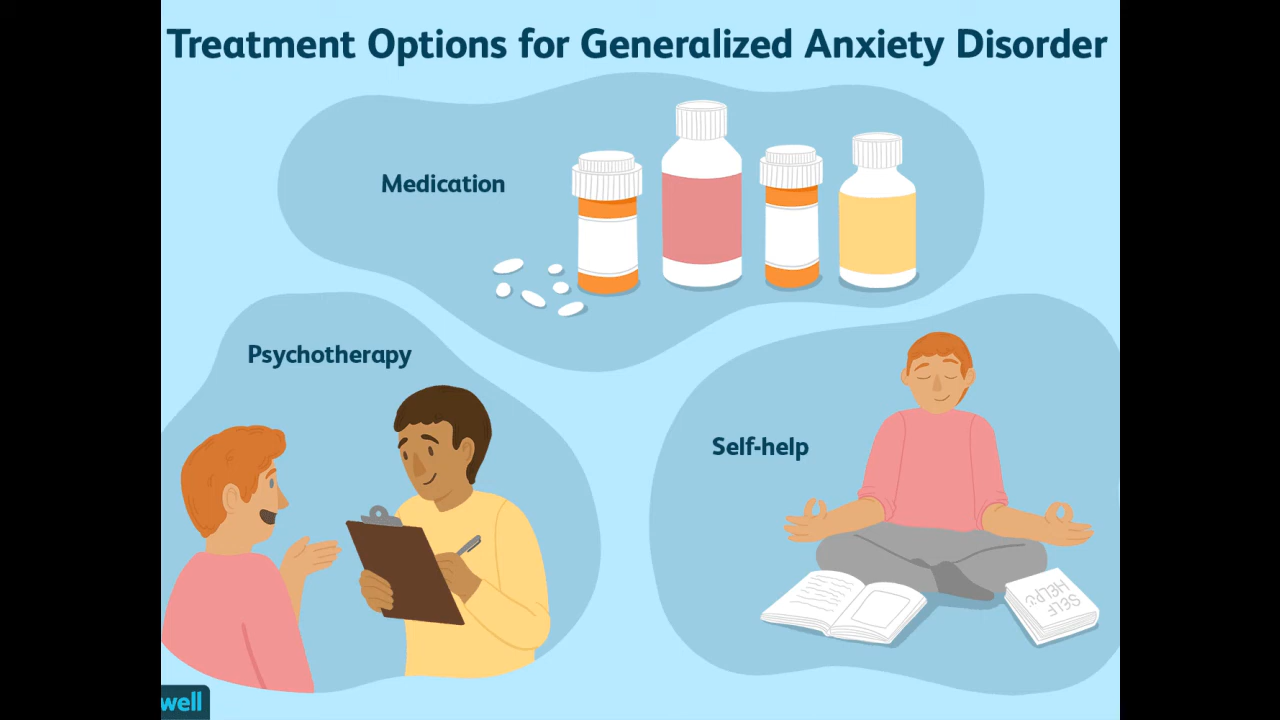 Treatment Options for Generalized Anxiety Disorder
Medication
Psychotherapy
Self-help
SELF
HELP
well